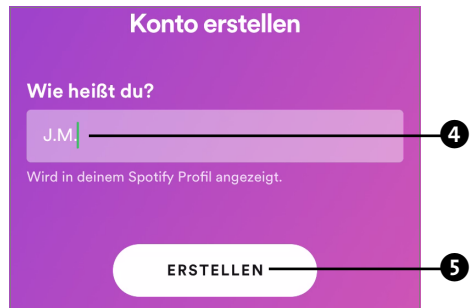 Konto erstellen
Wie heißt du?
J.M. 4
Wird in deinem Spotify Profil angezeigt.
ERSTELLEN 5